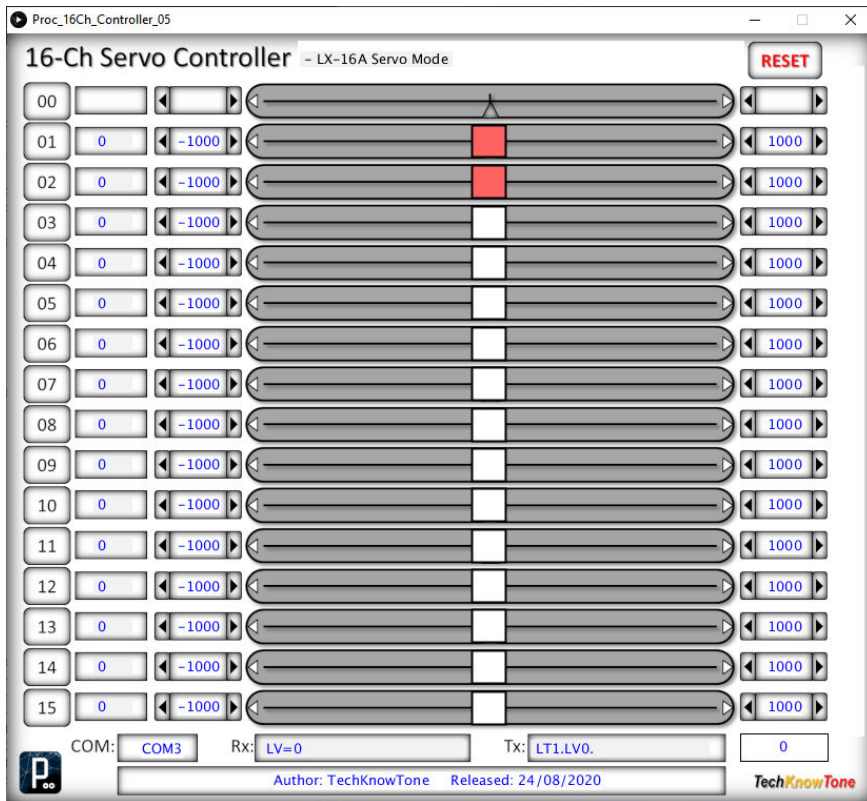 Proc_16Ch_Controller_05
16-Ch Servo Controller - LX-16A Servo Mode RESET
00
01 0 -1000 1000
02 0 -1000 1000
03 0 -1000 1000
04 0 -1000 1000
05 0 -1000 1000
06 0 -1000 1000
07 0 -1000 1000
08 0 -1000 1000
09 0 -1000 1000
10 0 -1000 1000
11 0 -1000 1000
12 0 -1000 1000
13 0 -1000 1000
14 0 -1000 1000
15 0 -1000 1000
COM: COM3 Rx: LV=0 Tx: LT1.LV0. 0
P Author: TechKnowTone Released: 24/08/2020 TechKnowTone